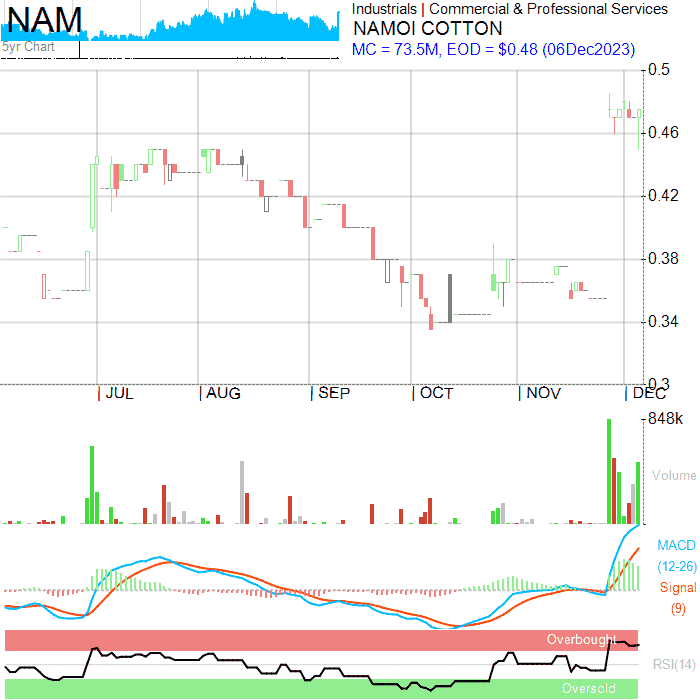 NAM
5yr Chart
Industrials | Commercial & Professional Services
NAMOI COTTON
MC = 73.5M, EOD = $0.48 (06Dec2023)
0.5
0.46
0.42
0.38
0.34
0.3
JUL
AUG
SEP
OCT
NOV
DEC
848K
Volume
MACD
(12-26)
Signal
(9)
Overbought
RSI(14)
Oversold